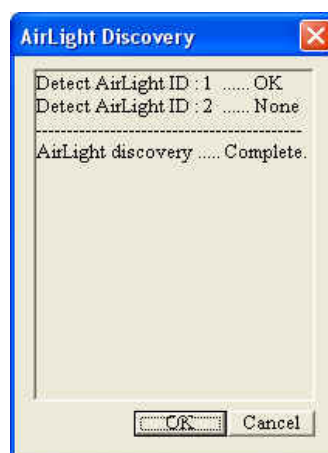 AirLight Discovery
Detect AirLight ID : 1 ...... OK
Detect AirLight ID : 2 ..... None
--------------------------------------------
AirLight discovery ..... Complete.
OK Cancel